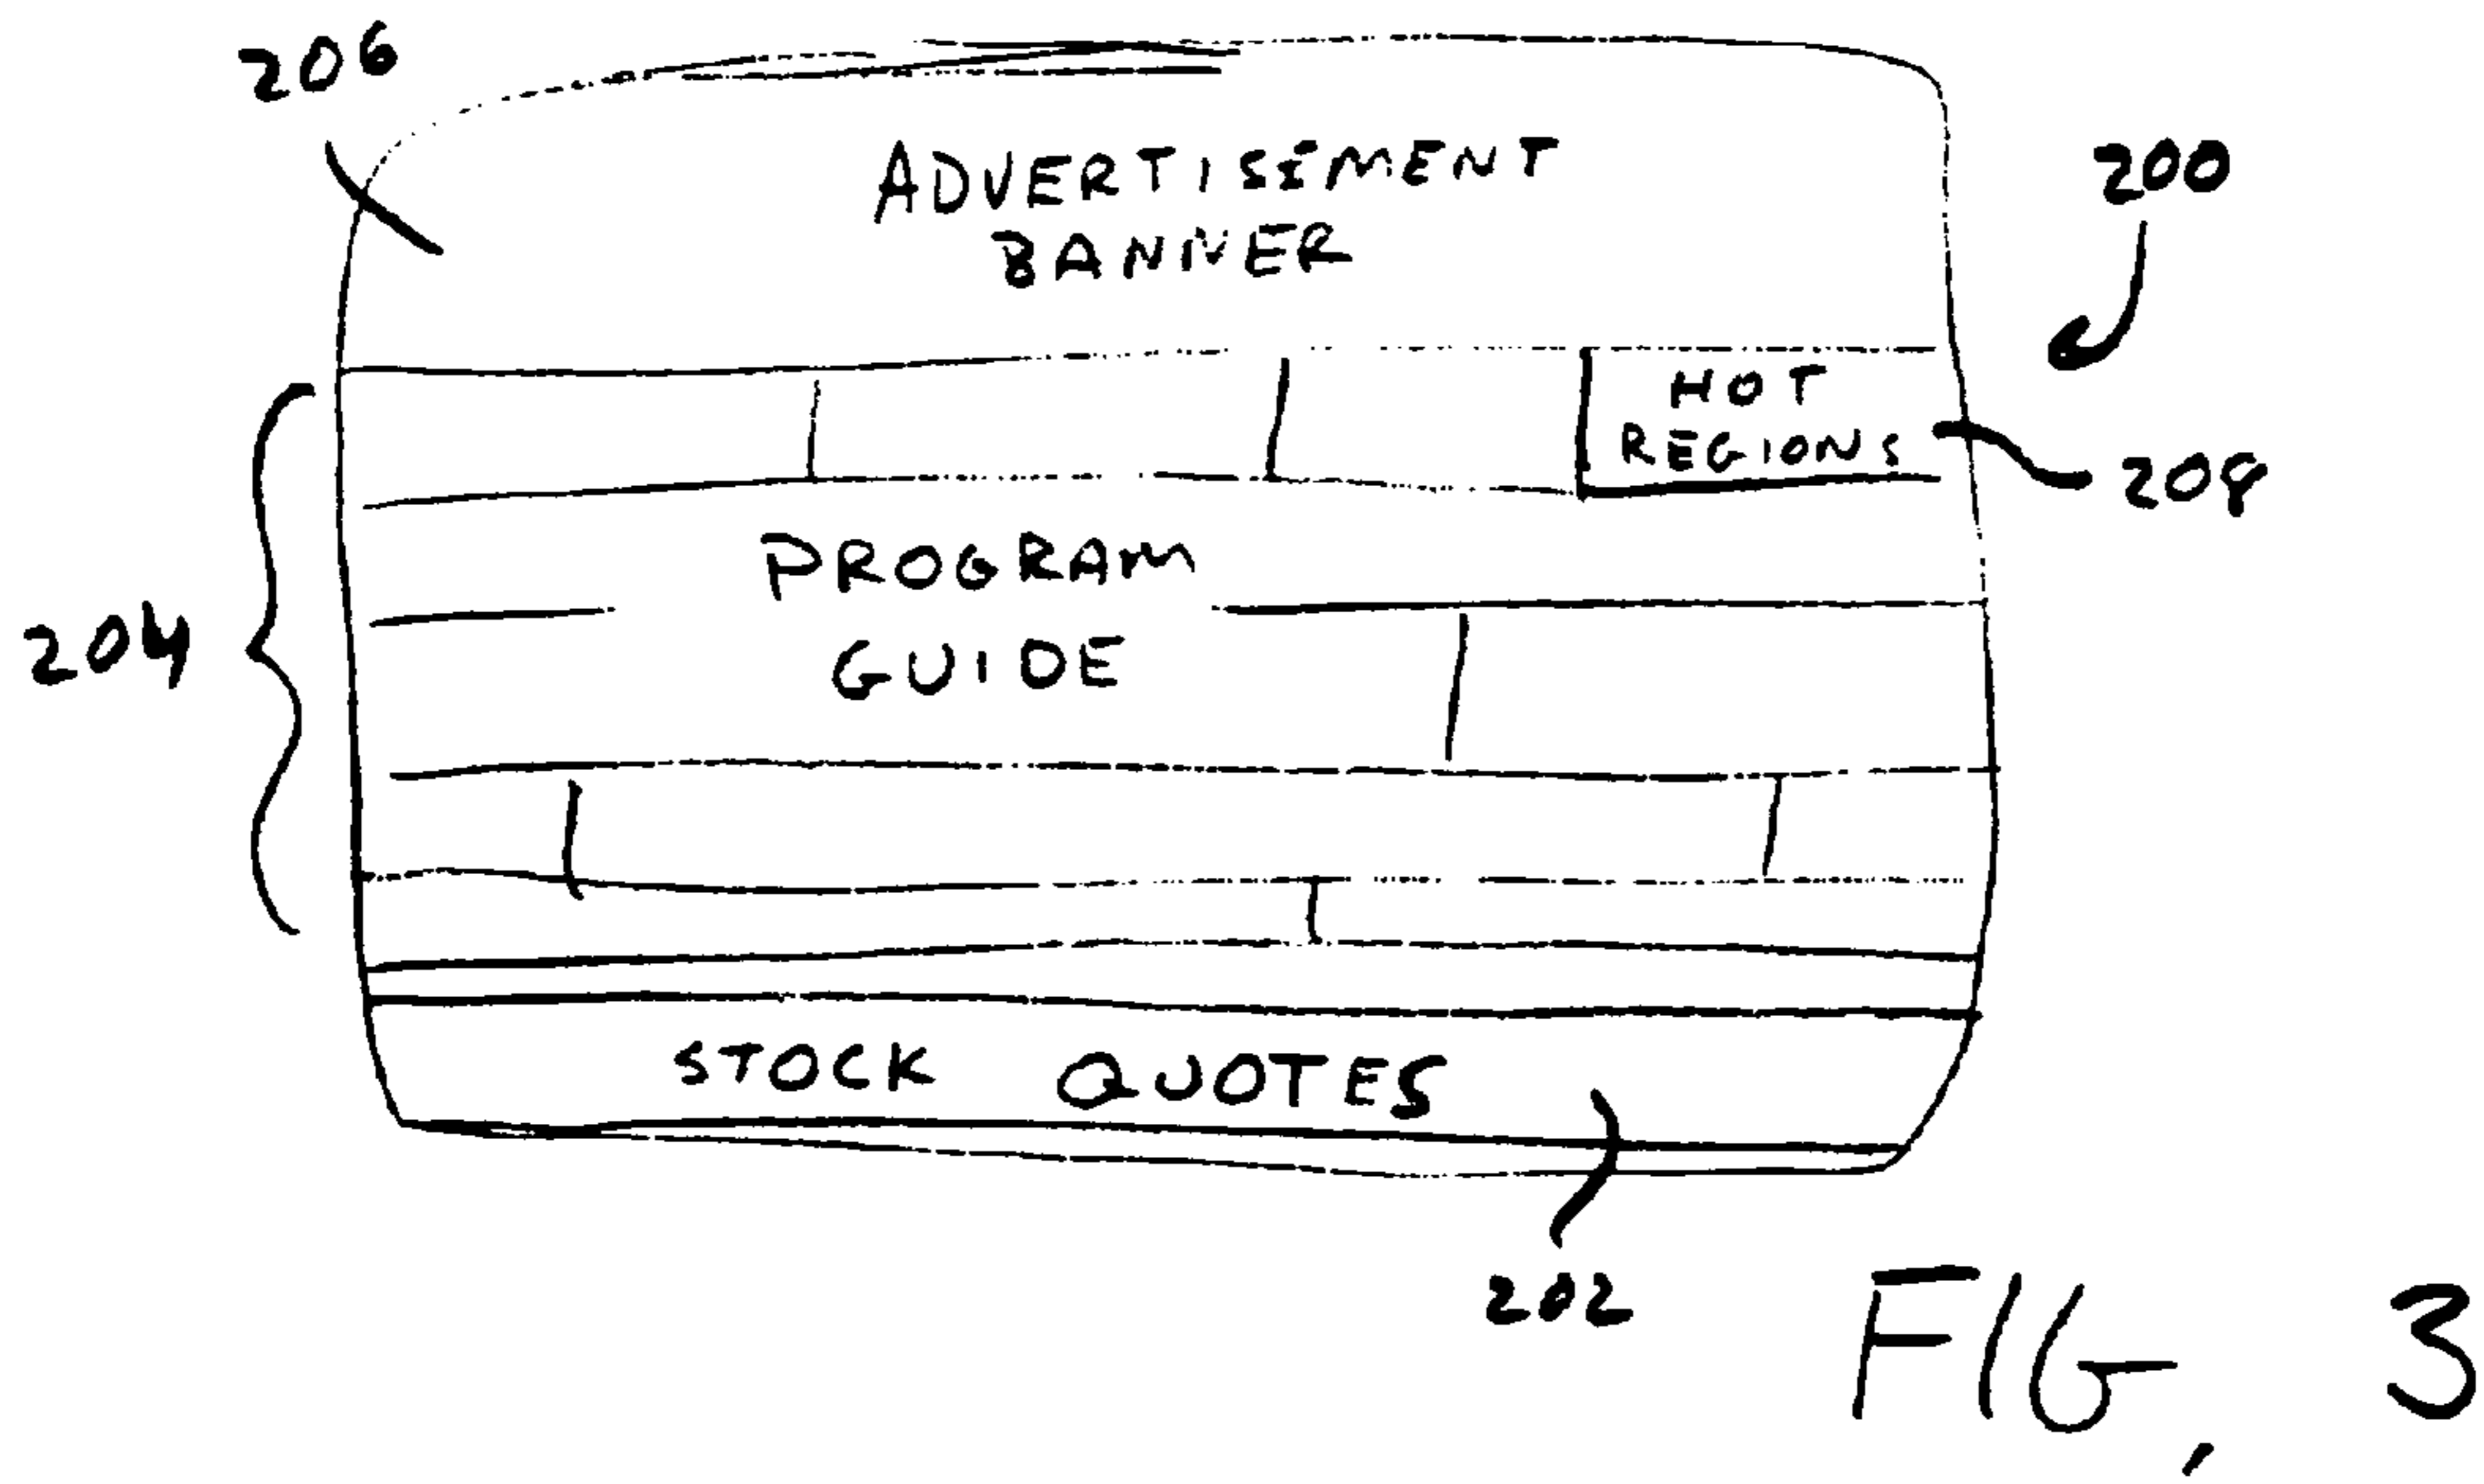 206
ADVERTISEMENT
BANNER
200
HOT
REGIONS
208
PROGRAM
GUIDE
204
STOCK QUOTES
202
FIG. 3